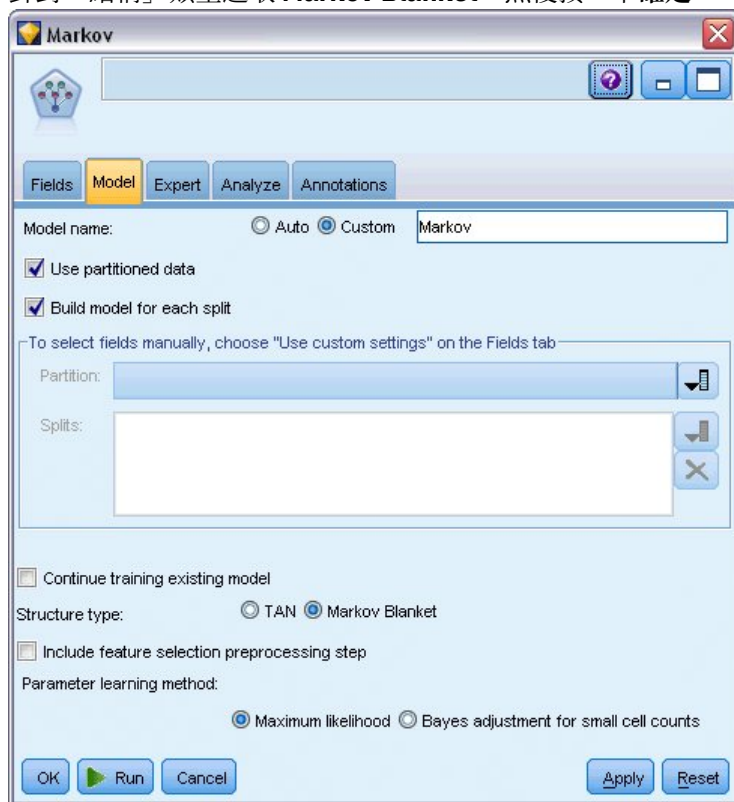 Markov
Fields Model Expert Analyze Annotations
Model name: Auto Custom Markov
Use partitioned data
Build model for each split
To select fields manually, choose "Use custom settings" on the Fields tab
Partition:
Splits:
Continue training existing model
Structure type: TAN Markov Blanket
Include feature selection preprocessing step
Parameter learning method:
Maximum likelihood Bayes adjustment for small cell counts
OK Run Cancel Apply Reset